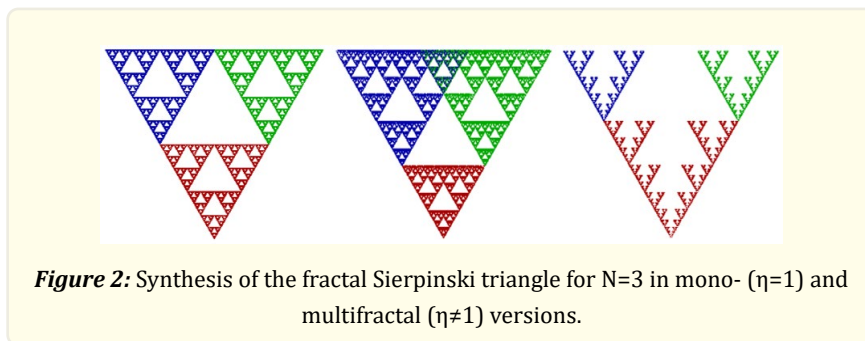 Figure 2: Synthesis of the fractal Sierpinski triangle for N=3 in mono- (η=1) and
multifractal (η≠1) versions.